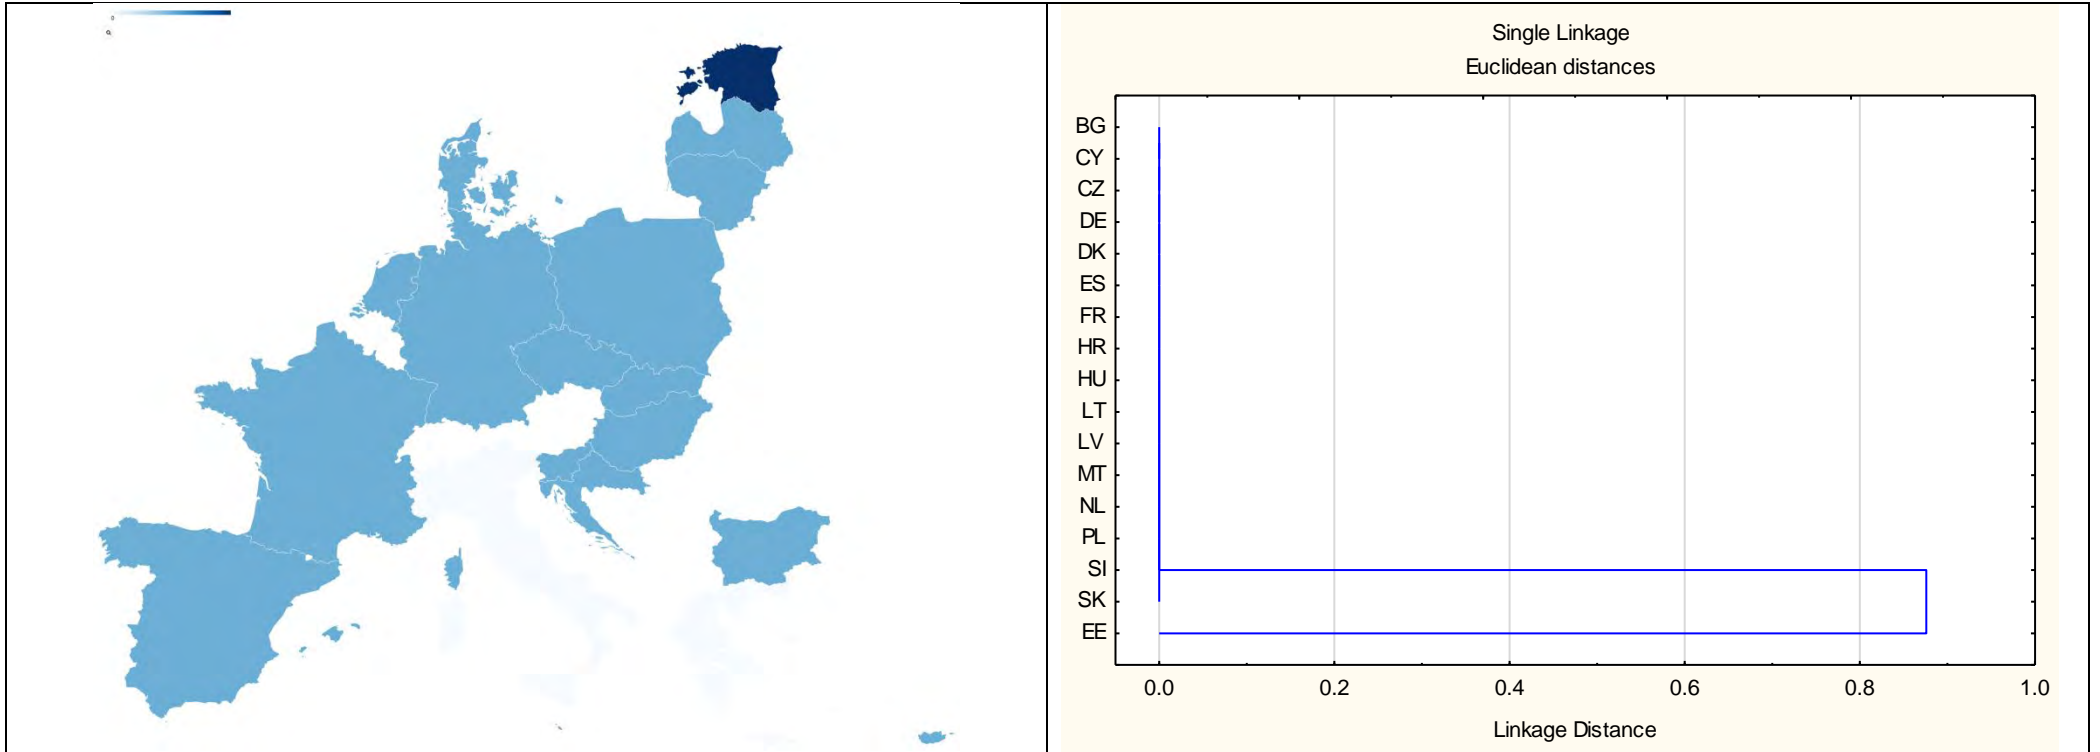 0
Single Linkage
Euclidean distances
BG
CY
CZ
DE
DK
ES
FR
HR
HU
LT
LV
MT
NL
PL
SI
SK
EE
0.0 0.2 0.4 0.6 0.8 1.0
Linkage Distance